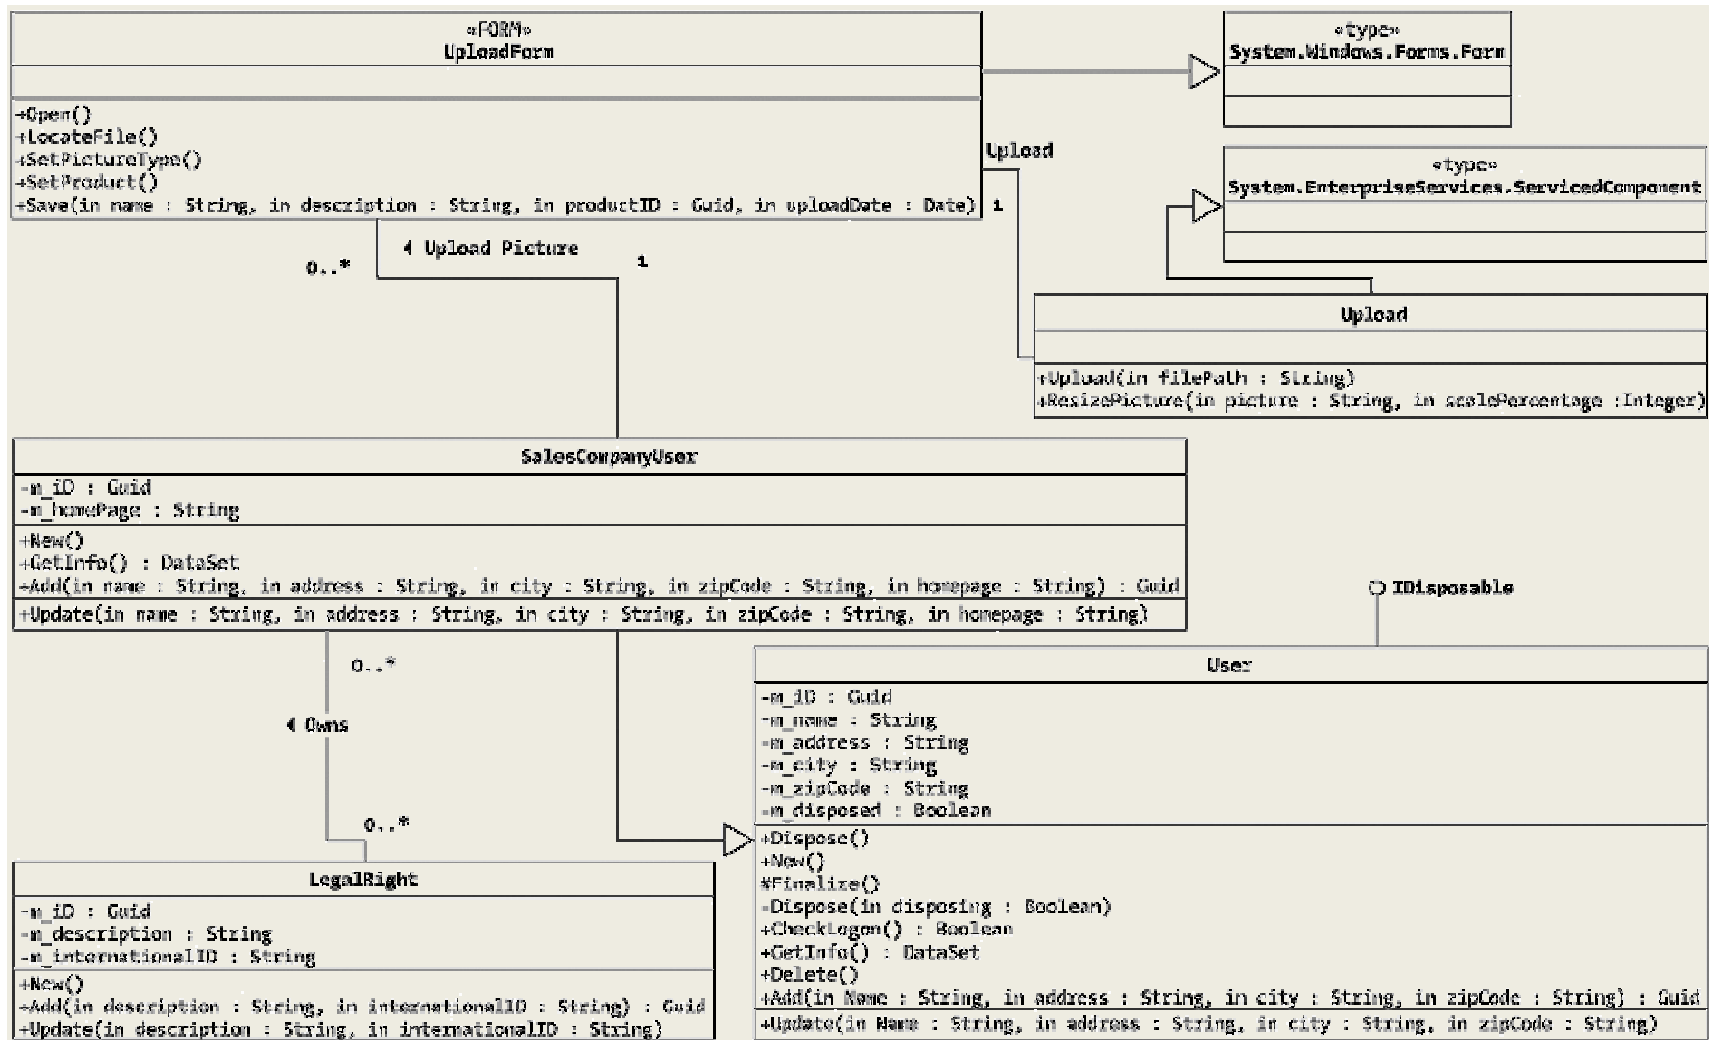 «FORM»
UploadForm
+Open()
+LocateFile()
+SetPictureType()
+SetProduct()
+Save(in name : String, in description : String, in productID : Guid, in uploadDate : Date)
«type»
System.Windows.Forms.Form
Upload
1
«type»
System.EnterpriseServices.ServicedComponent
0..*
Upload Picture
1
Upload
+Upload(in filePath : String)
+ResizePicture(in picture : String, in scalePercentage :Integer)
SalesCompanyUser
-m_iD : Guid
-m_homePage : String
+New()
+GetInfo() : DataSet
+Add(in name : String, in address : String, in city : String, in zipCode : String, in homepage : String) : Guid
+Update(in name : String, in address : String, in city : String, in zipCode : String, in homepage : String)
IDisposable
0..*
Owns
0..*
User
-m_iD : Guid
-m_name : String
-m_address : String
-m_city : String
-m_zipCode : String
-m_disposed : Boolean
+Dispose()
+New()
#Finalize()
-Dispose(in disposing : Boolean)
+CheckLogon() : Boolean
+GetInfo() : DataSet
+Delete()
+Add(in Name : String, in address : String, in city : String, in zipCode : String) : Guid
+Update(in Name : String, in address : String, in city : String, in zipCode : String)
LegalRight
-m_iD : Guid
-m_description : String
-m_internationalID : String
+New()
+Add(in description : String, in internationalID : String) : Guid
+Update(in description : String, in internationalID : String)